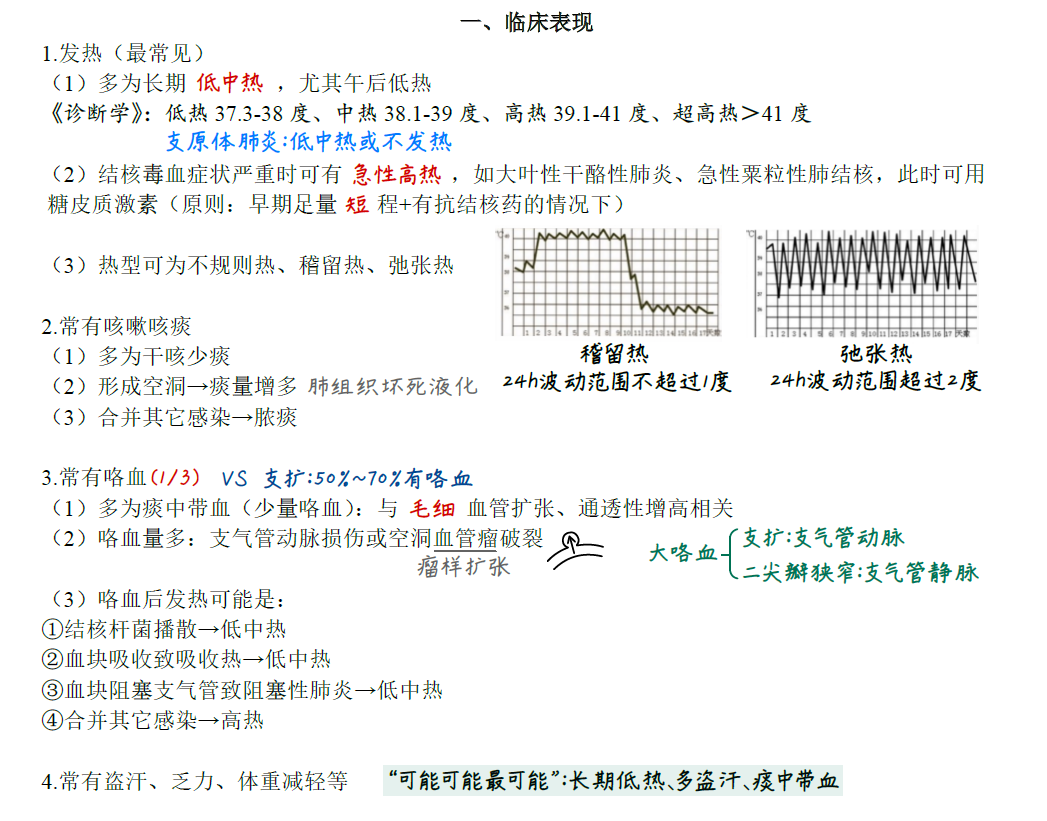 一、临床表现
1.发热（最常见）
（1）多为长期 低中热 ，尤其午后低热
《诊断学》：低热 37.3-38 度、中热 38.1-39 度、高热 39.1-41 度、超高热＞41 度
支原体肺炎:低中热或不发热
（2）结核毒血症状严重时可有 急性高热 ，如大叶性干酪性肺炎、急性粟粒性肺结核，此时可用
糖皮质激素（原则：早期足量 短 程+有抗结核药的情况下）
（3）热型可为不规则热、稽留热、弛张热
稽留热
24h波动范围不超过1度
弛张热
24h波动范围超过2度
2.常有咳嗽咳痰
（1）多为干咳少痰
（2）形成空洞→痰量增多 肺组织坏死液化
（3）合并其它感染→脓痰
3.常有咯血(1/3) VS 支扩:50%~70%有咯血
（1）多为痰中带血（少量咯血）：与 毛细 血管扩张、通透性增高相关
（2）咯血量多：支气管动脉损伤或空洞血管瘤破裂
瘤样扩张
大咯血
支扩:支气管动脉
二尖瓣狭窄:支气管静脉
（3）咯血后发热可能是：
①结核杆菌播散→低中热
②血块吸收致吸收热→低中热
③血块阻塞支气管致阻塞性肺炎→低中热
④合并其它感染→高热
4.常有盗汗、乏力、体重减轻等 “可能可能最可能”:长期低热、多盗汗、痰中带血